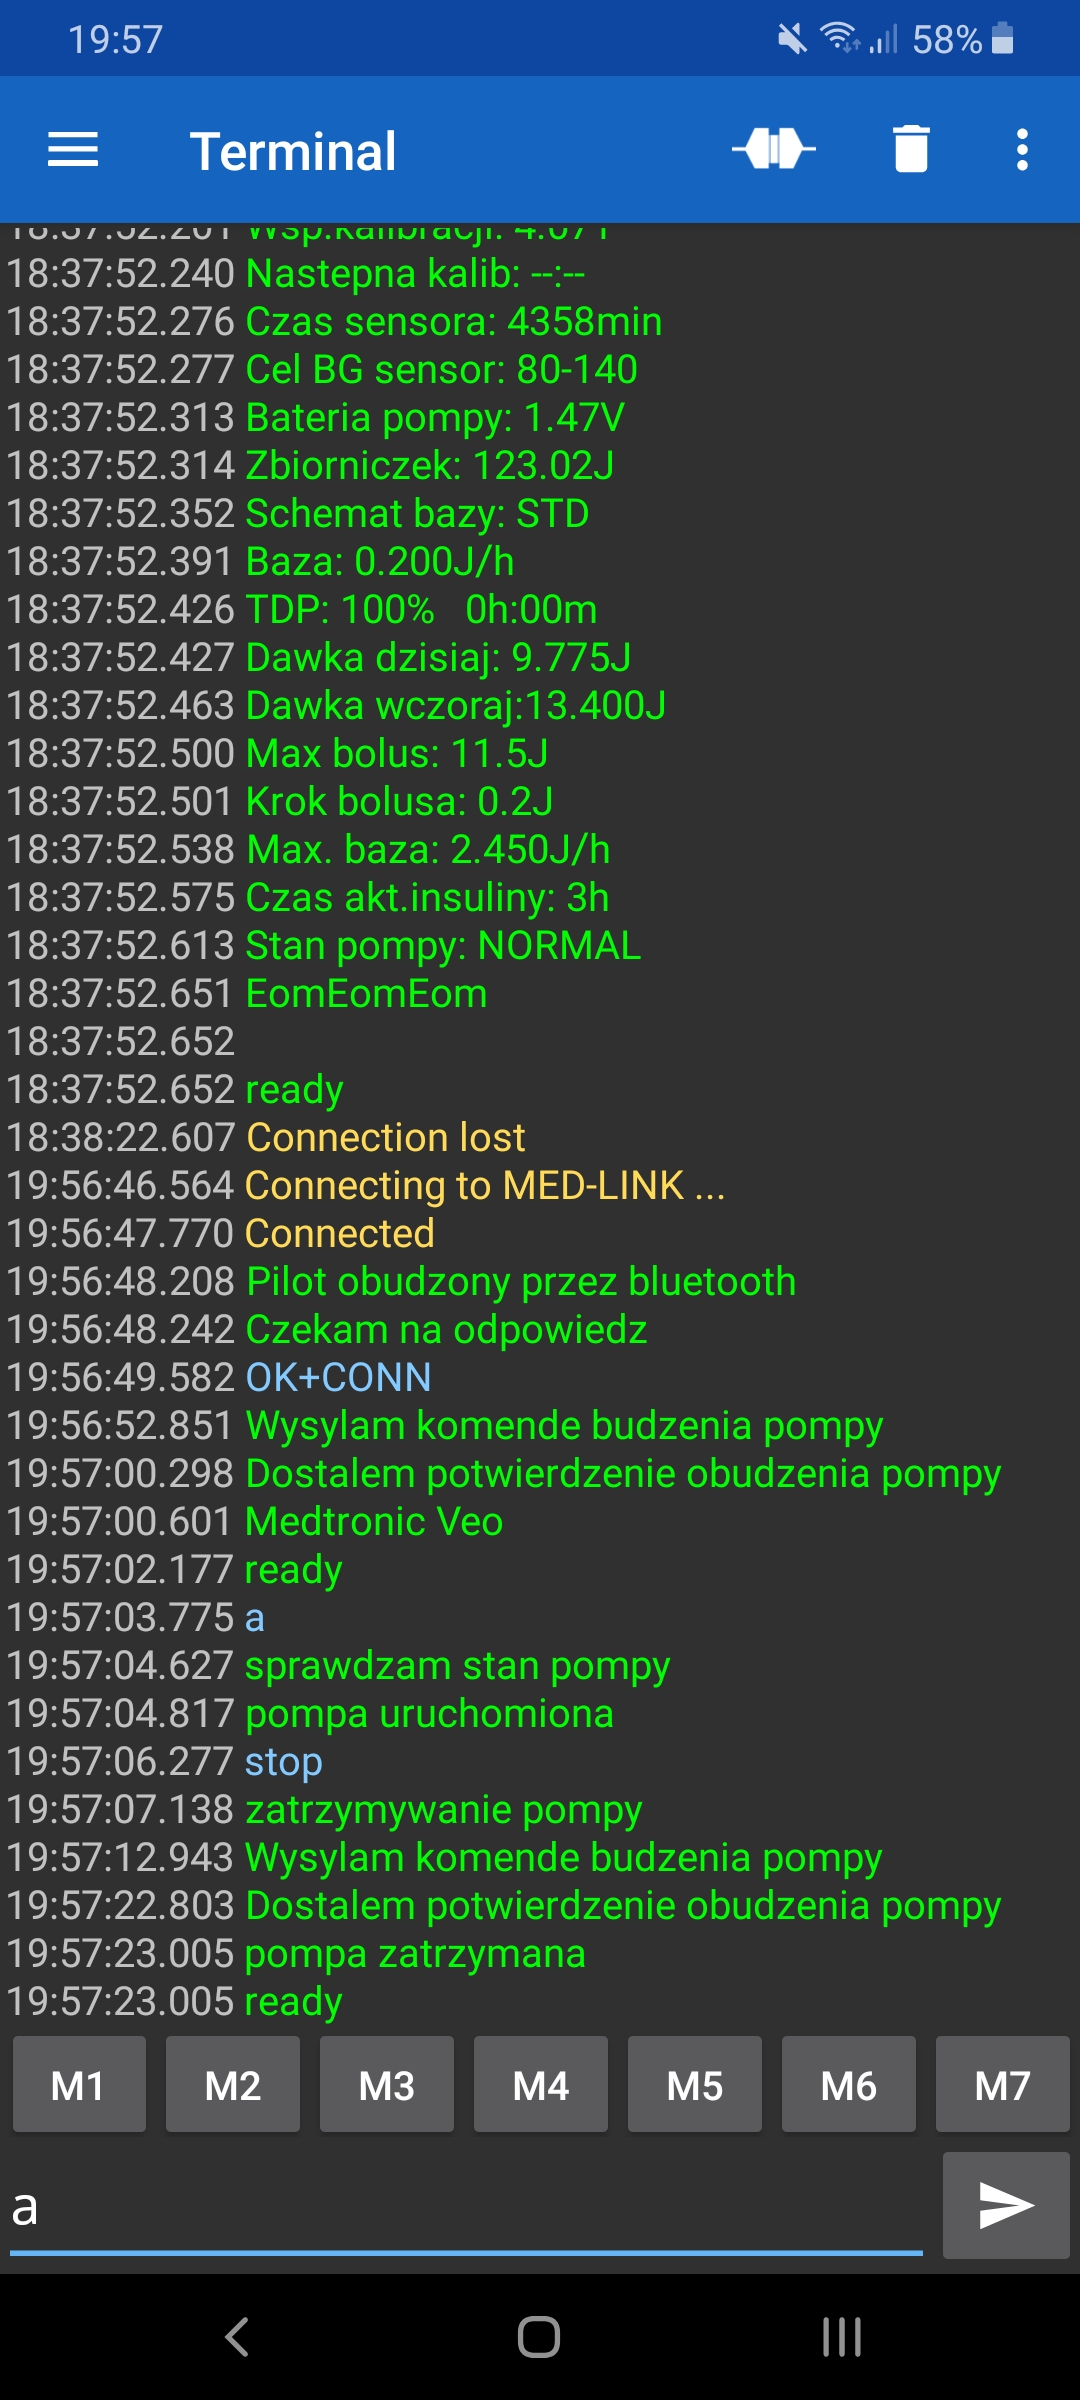 19:57
58%
Terminal
18:37:52.201 Wsp.kalibracji: 4.071
18:37:52.240 Nastepna kalib: --:--
18:37:52.276 Czas sensora: 4358min
18:37:52.277 Cel BG sensor: 80-140
18:37:52.313 Bateria pompy: 1.47V
18:37:52.314 Zbiorniczek: 123.02J
18:37:52.352 Schemat bazy: STD
18:37:52.391 Baza: 0.200J/h
18:37:52.426 TDP: 100%   0h:00m
18:37:52.427 Dawka dzisiaj: 9.775J
18:37:52.463 Dawka wczoraj:13.400J
18:37:52.500 Max bolus: 11.5J
18:37:52.501 Krok bolusa: 0.2J
18:37:52.538 Max. baza: 2.450J/h
18:37:52.575 Czas akt.insuliny: 3h
18:37:52.613 Stan pompy: NORMAL
18:37:52.651 EomEomEom
18:37:52.652
18:37:52.652 ready
18:38:22.607 Connection lost
19:56:46.564 Connecting to MED-LINK ...
19:56:47.770 Connected
19:56:48.208 Pilot obudzony przez bluetooth
19:56:48.242 Czekam na odpowiedz
19:56:49.582 OK+CONN
19:56:52.851 Wysylam komende budzenia pompy
19:57:00.298 Dostalem potwierdzenie obudzenia pompy
19:57:00.601 Medtronic Veo
19:57:02.177 ready
19:57:03.775 a
19:57:04.627 sprawdzam stan pompy
19:57:04.817 pompa uruchomiona
19:57:06.277 stop
19:57:07.138 zatrzymywanie pompy
19:57:12.943 Wysylam komende budzenia pompy
19:57:22.803 Dostalem potwierdzenie obudzenia pompy
19:57:23.005 pompa zatrzymana
19:57:23.005 ready
M1 M2 M3 M4 M5 M6 M7
a